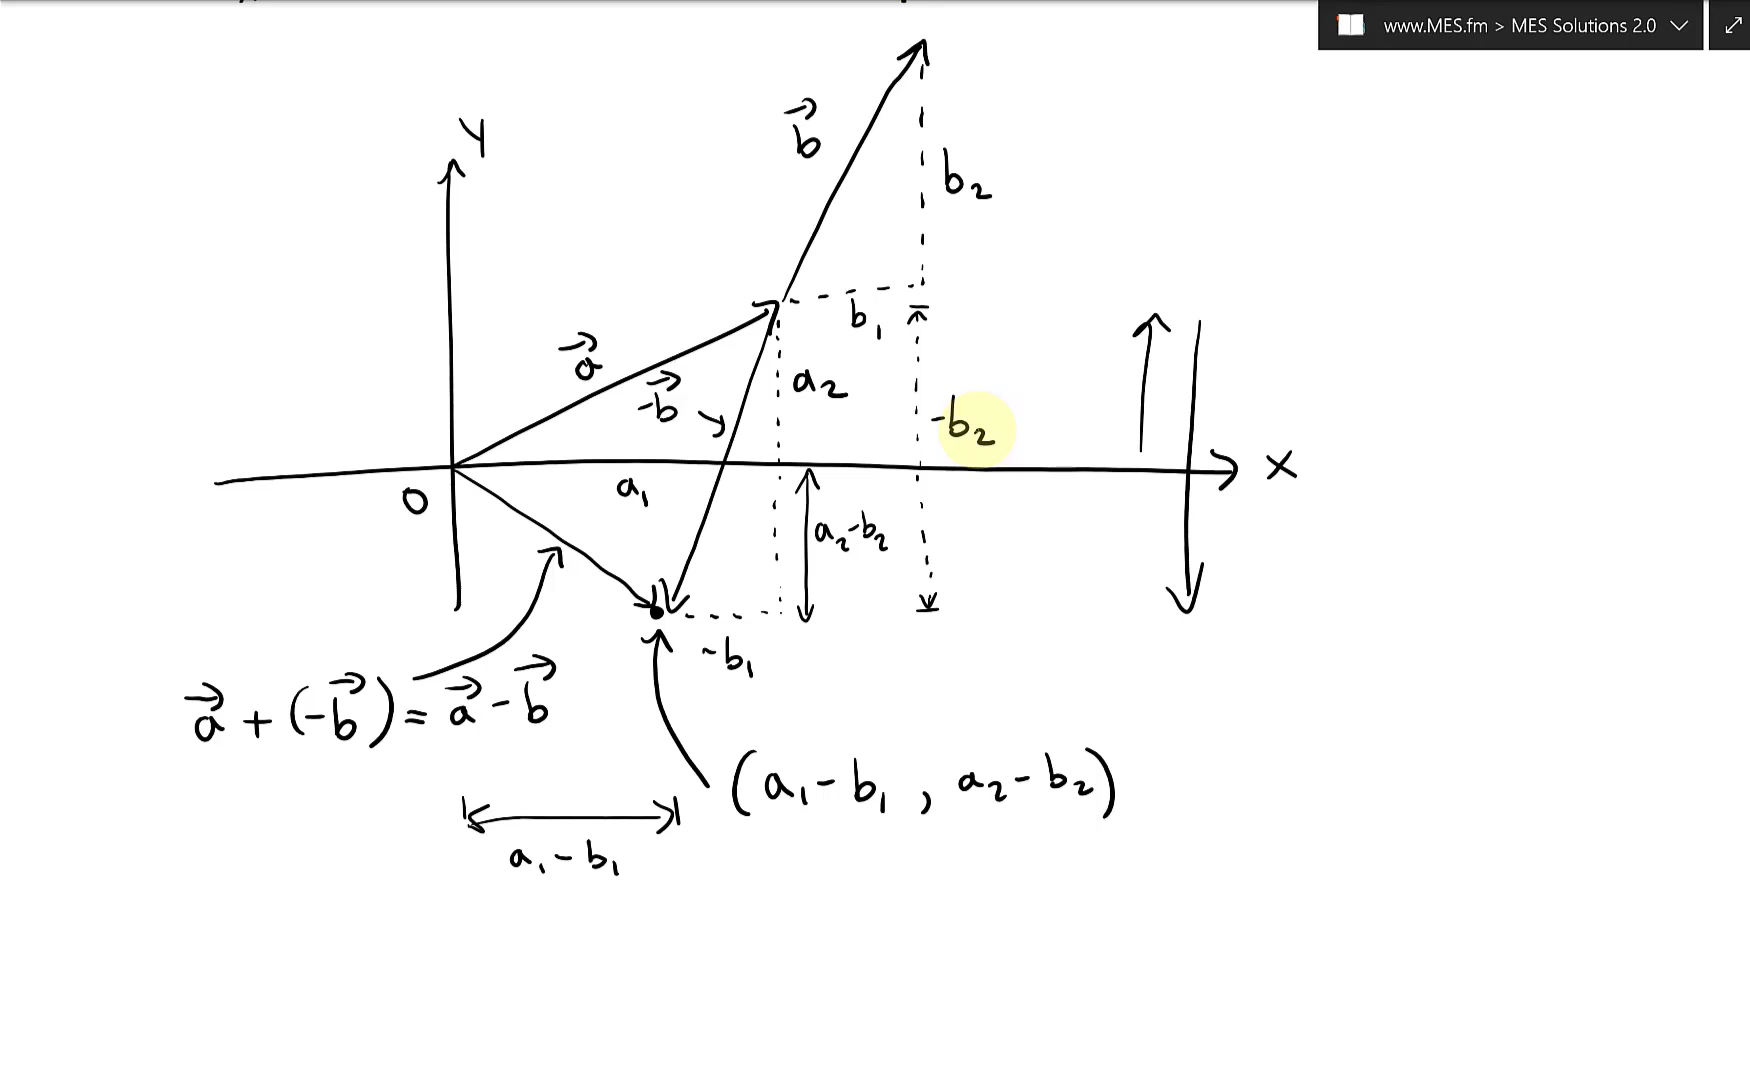 www.MES.fm > MES Solutions 2.0
Y
b⃗
b₂
b₁
a⃗
-b⃗
a₂
-b₂
X
O
a₁
a₂-b₂
-b₁
a⃗ + (-b⃗) = a⃗ - b⃗
(a₁ - b₁ , a₂ - b₂)
a₁ - b₁